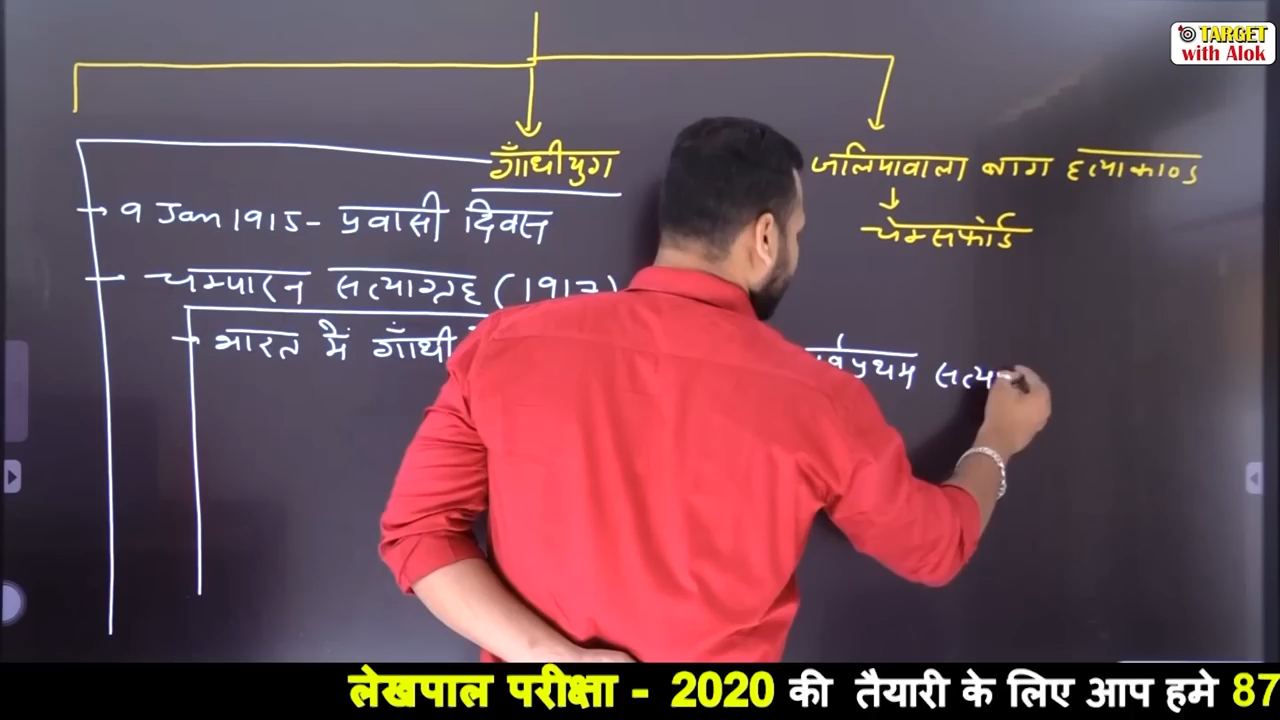 TARGET
with Alok
गाँधीयुग
जलियावाला बाग हत्याकाण्ड
चेम्सफोर्ड
9 Jan 1915 - प्रवासी दिवस
चम्पारन सत्याग्रह (1917)
भारत में गाँधी
सर्वप्रथम
लेखपाल परीक्षा - 2020 की तैयारी के लिए आप हमे 87